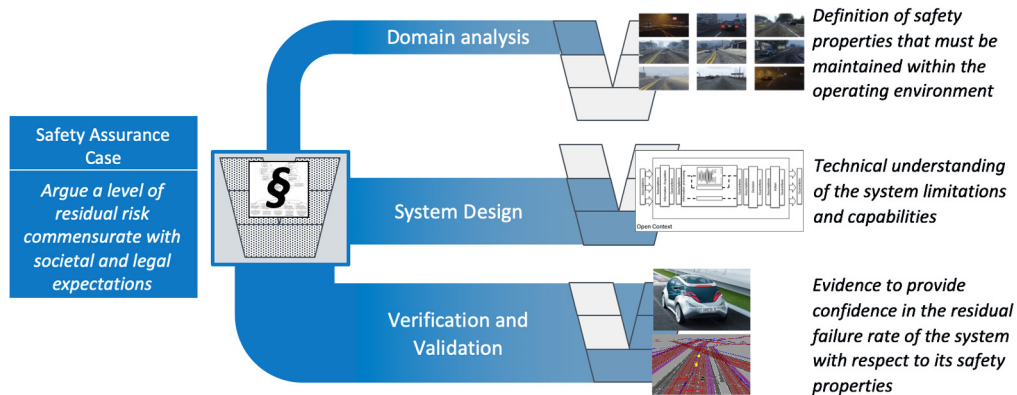 Domain analysis
Definition of safety
properties that must be
maintained within the
operating environment
Safety Assurance
Case
Argue a level of
residual risk
commensurate with
societal and legal
expectations
§
System Design
Open Context
Technical understanding
of the system limitations
and capabilities
Verification and
Validation
Evidence to provide
confidence in the residual
failure rate of the system
with respect to its safety
properties